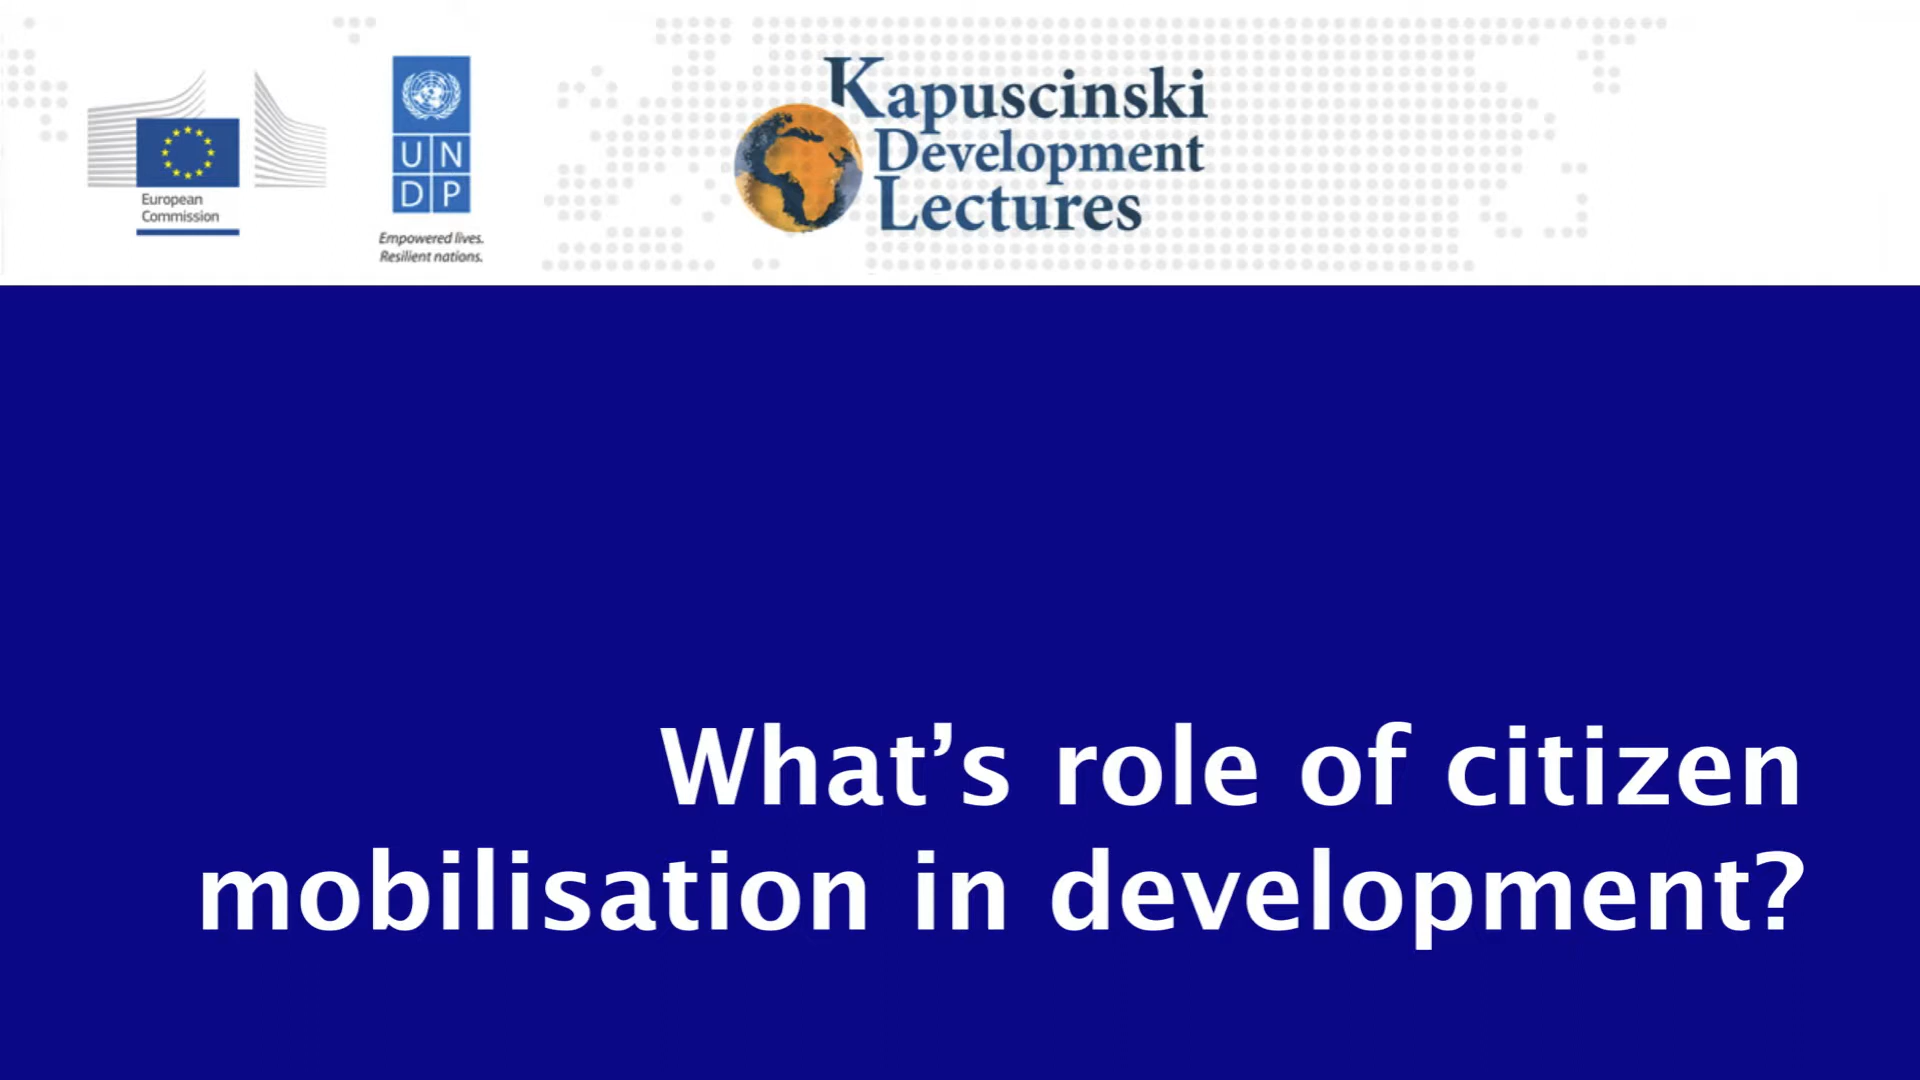 European
Commission
U N
D P
Empowered lives.
Resilient nations.
Kapuscinski
Development
Lectures
What’s role of citizen
mobilisation in development?